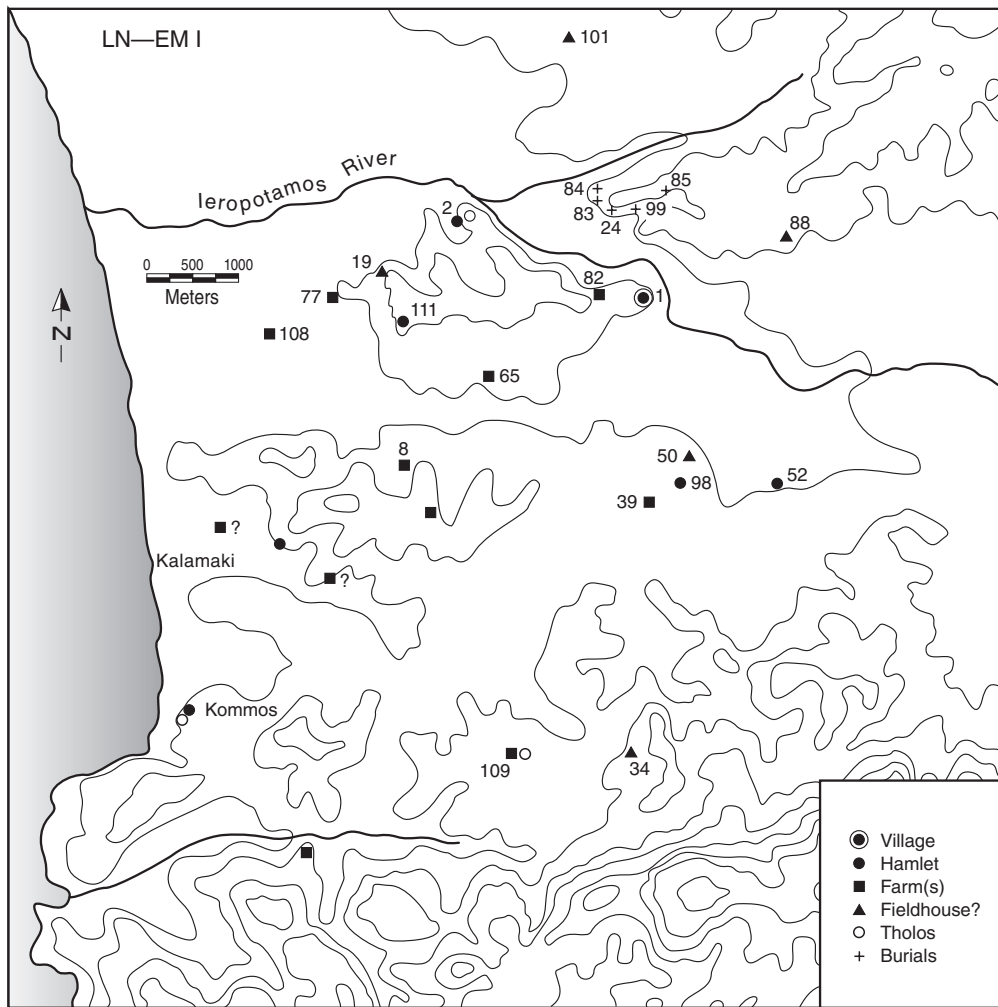 LN—EM I
101
Ieropotamos River
84
85
83
24
99
2
88
0 500 1000
Meters
19
82
1
77
111
N
108
65
8
50
98
52
39
?
Kalamaki
?
Kommos
109
34
Village
Hamlet
Farm(s)
Fieldhouse?
Tholos
Burials